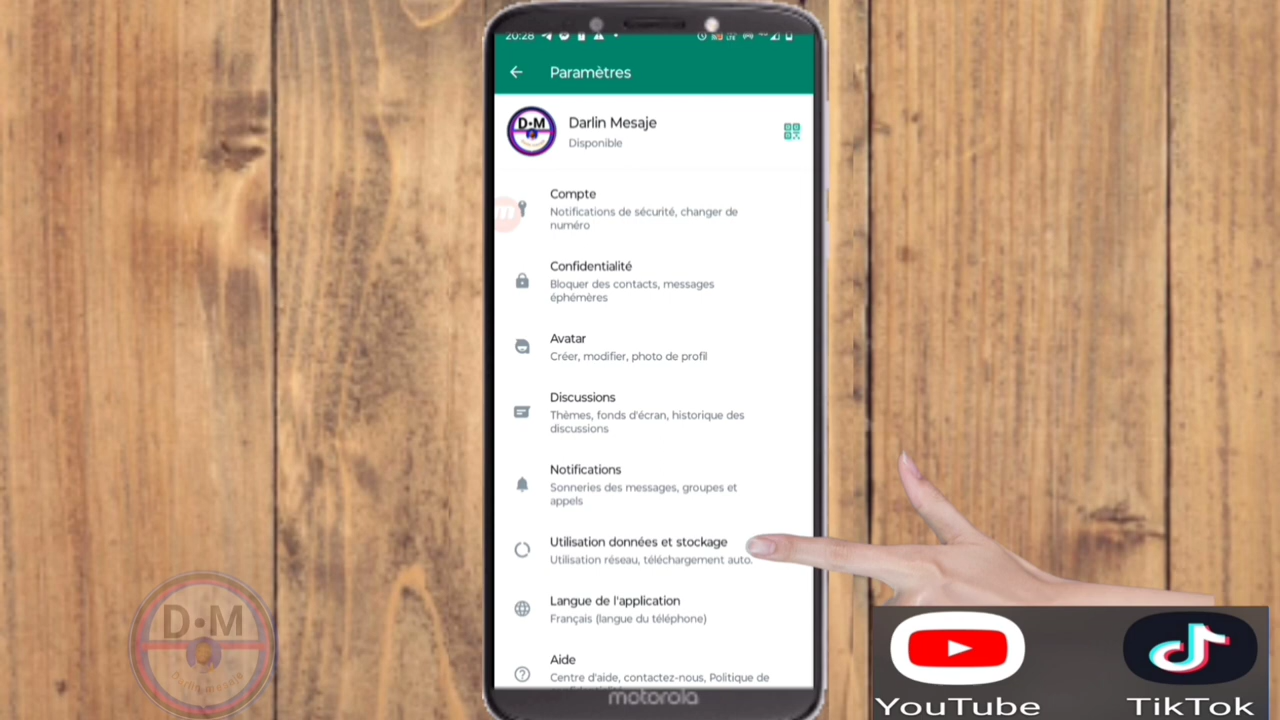 20:28
Paramètres
D•M
Darlin Mesaje
Disponible
Compte
Notifications de sécurité, changer de
numéro
Confidentialité
Bloquer des contacts, messages
éphémères
Avatar
Créer, modifier, photo de profil
Discussions
Thèmes, fonds d'écran, historique des
discussions
Notifications
Sonneries des messages, groupes et
appels
Utilisation données et stockage
Utilisation réseau, téléchargement auto.
Langue de l'application
Français (langue du téléphone)
Aide
Centre d'aide, contactez-nous, Politique de
motorola
D•M
Darlin mesaje
YouTube
TikTok